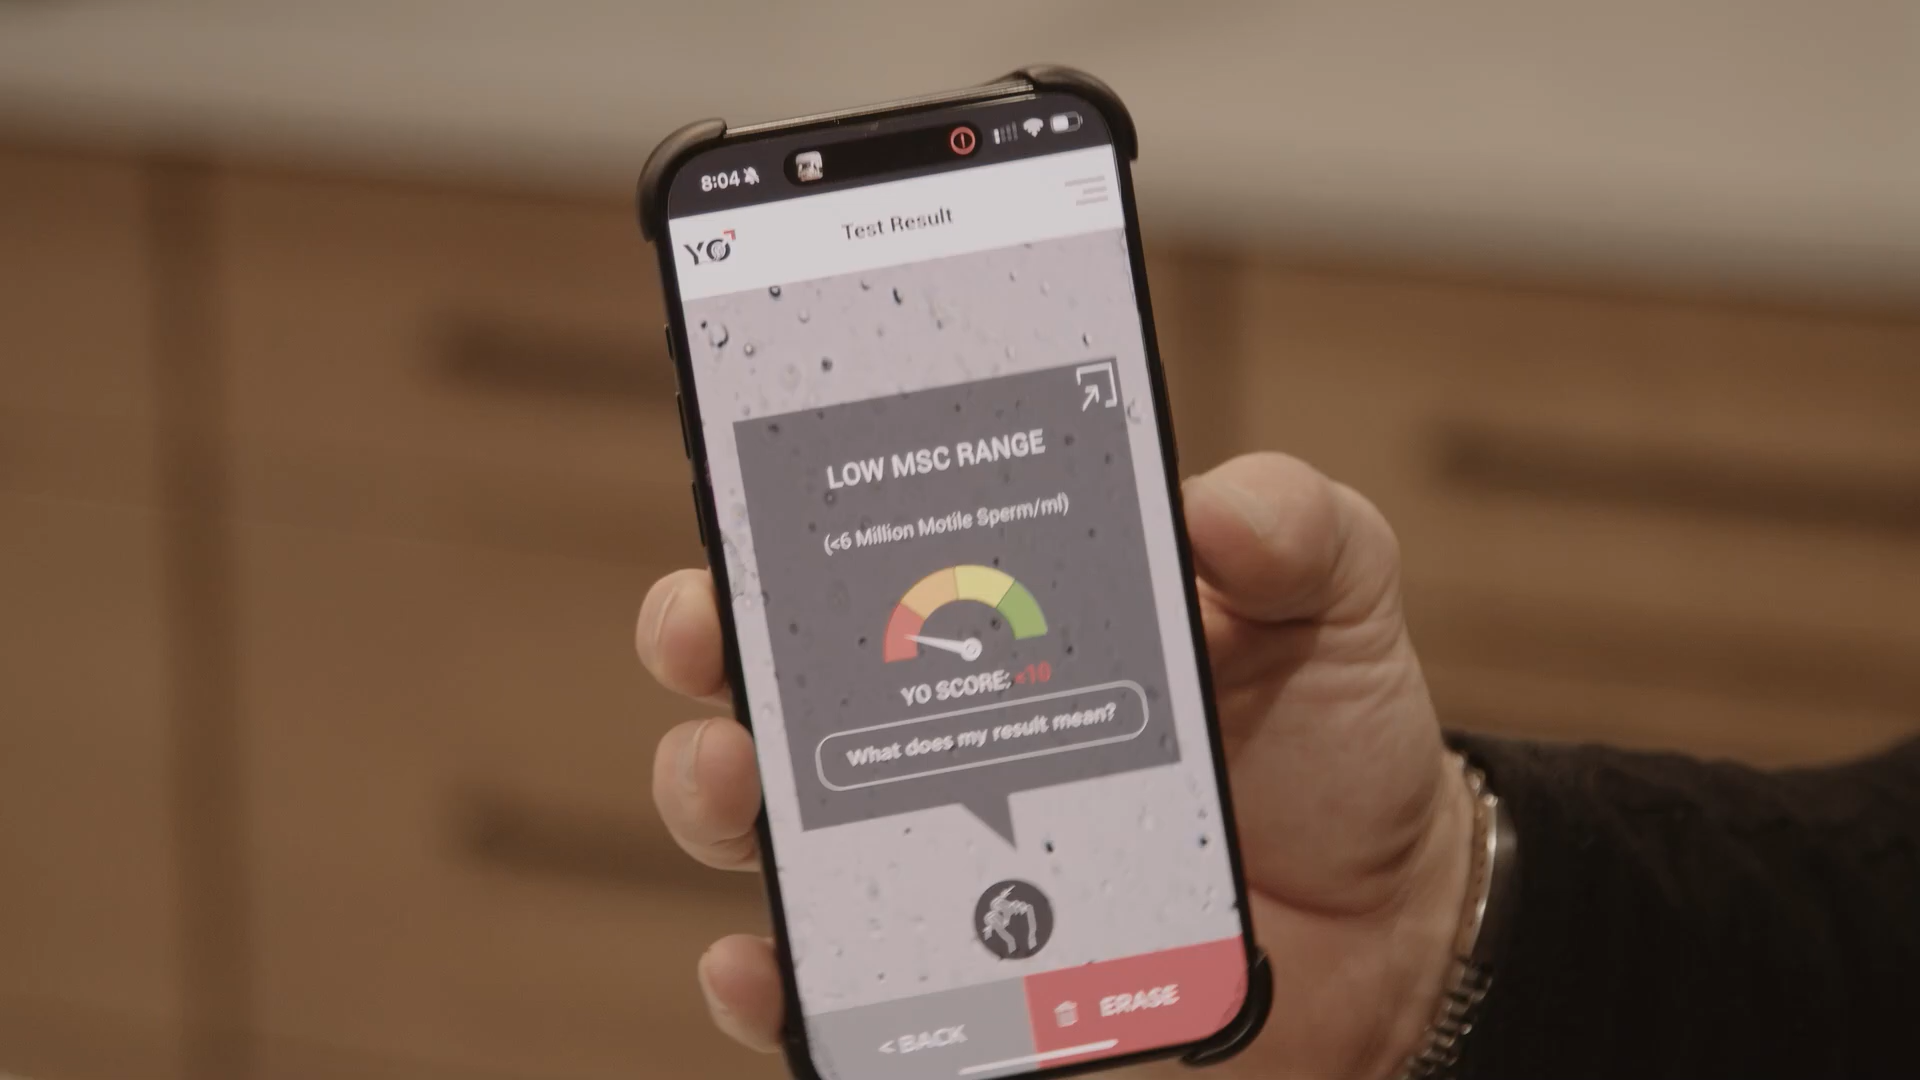 8:04
YO
Test Result
LOW MSC RANGE
(<6 Million Motile Sperm/ml)
YO SCORE: <10
What does my result mean?
< BACK
ERASE